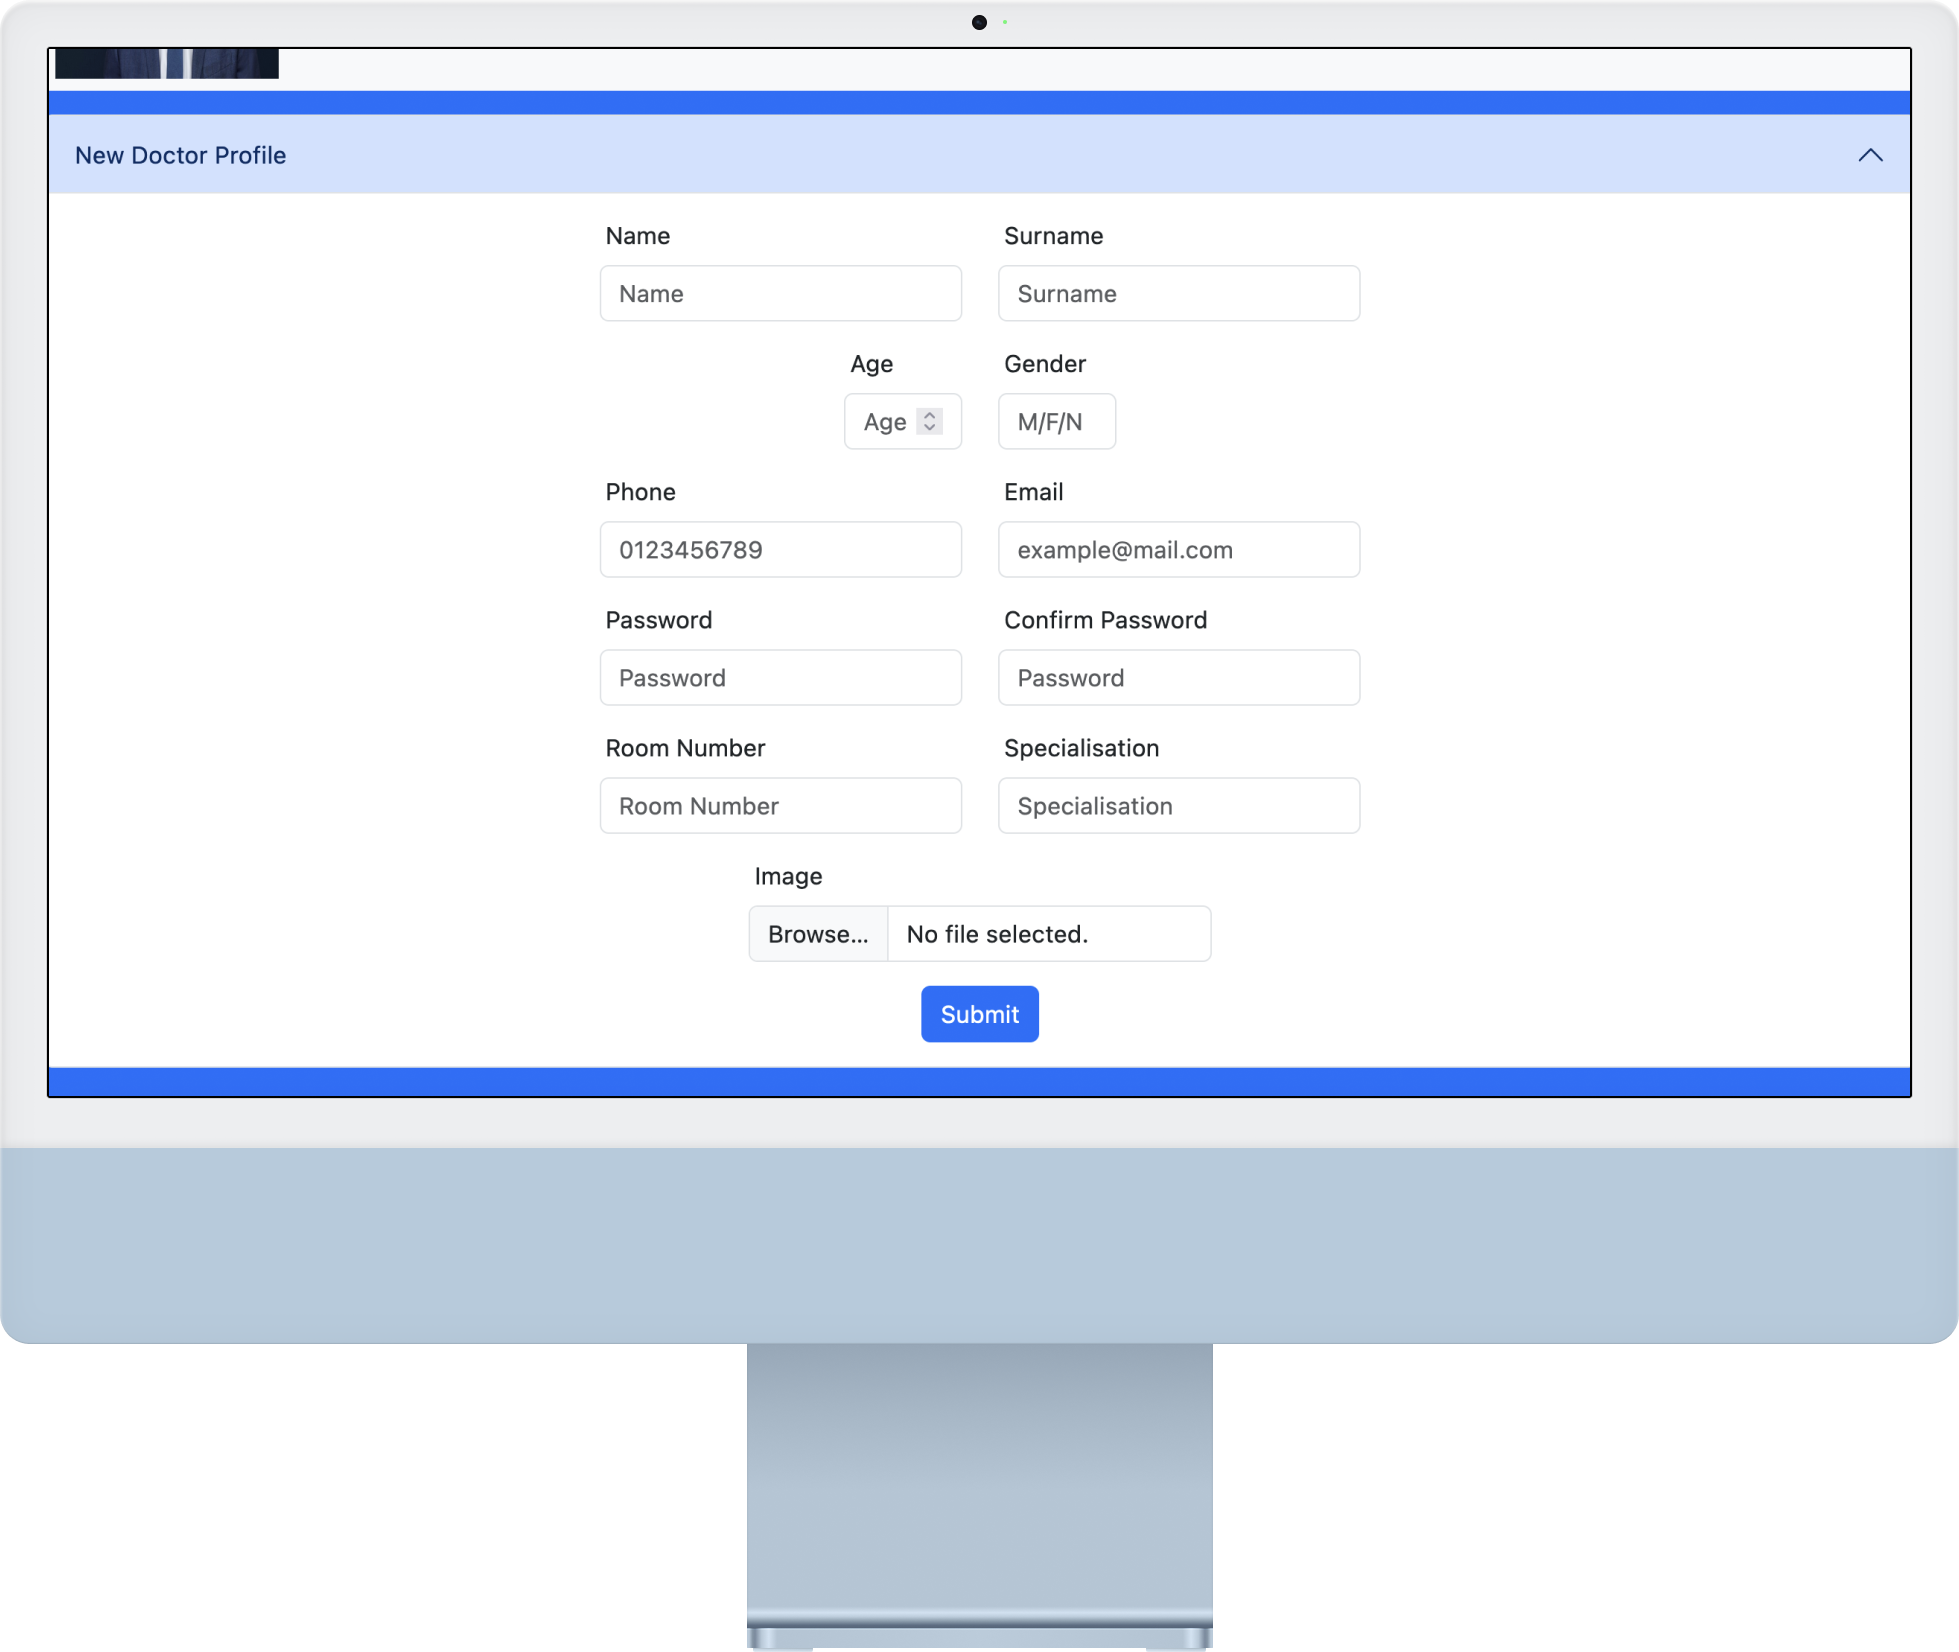 New Doctor Profile
Name Surname
Name Surname
Age Gender
Age M/F/N
Phone Email
0123456789 example@mail.com
Password Confirm Password
Password Password
Room Number Specialisation
Room Number Specialisation
Image
Browse... No file selected.
Submit